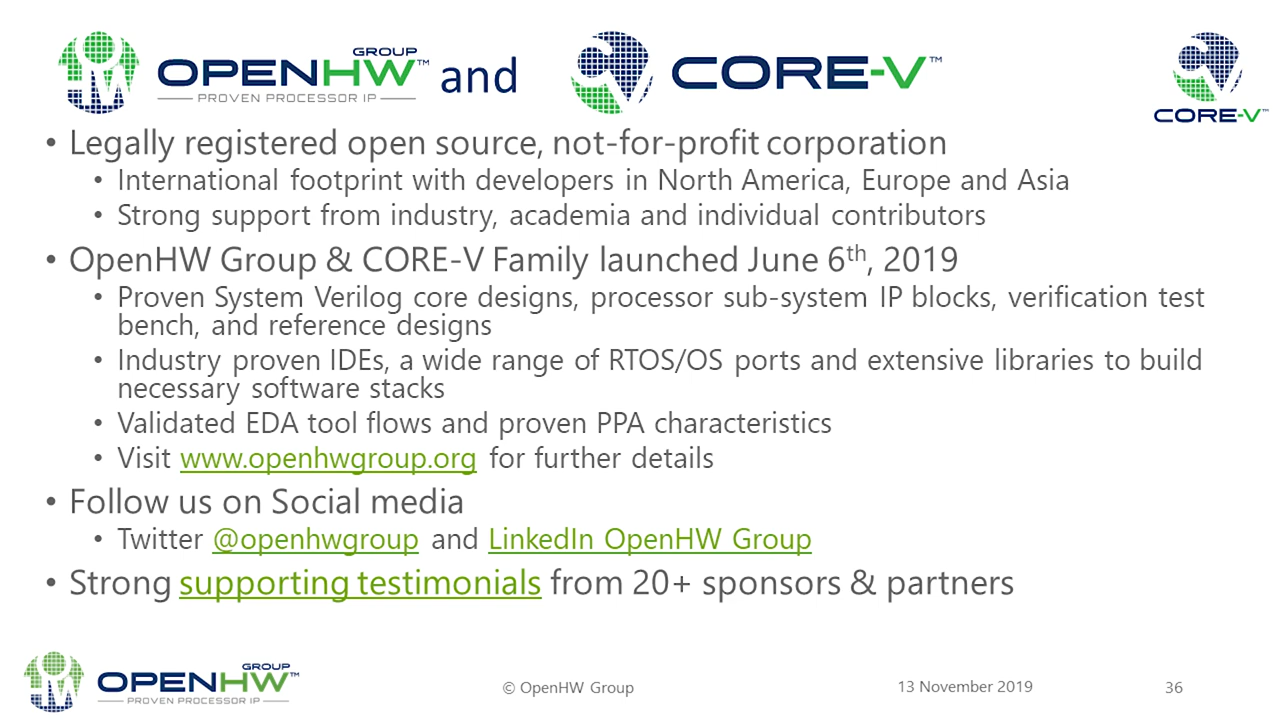 GROUP
OPENHW™ and CORE-V™
PROVEN PROCESSOR IP
CORE-V™
• Legally registered open source, not-for-profit corporation
• International footprint with developers in North America, Europe and Asia
• Strong support from industry, academia and individual contributors
• OpenHW Group & CORE-V Family launched June 6th, 2019
• Proven System Verilog core designs, processor sub-system IP blocks, verification test
bench, and reference designs
• Industry proven IDEs, a wide range of RTOS/OS ports and extensive libraries to build
necessary software stacks
• Validated EDA tool flows and proven PPA characteristics
• Visit www.openhwgroup.org for further details
• Follow us on Social media
• Twitter @openhwgroup and LinkedIn OpenHW Group
• Strong supporting testimonials from 20+ sponsors & partners
GROUP
OPENHW™
PROVEN PROCESSOR IP
© OpenHW Group
13 November 2019
36